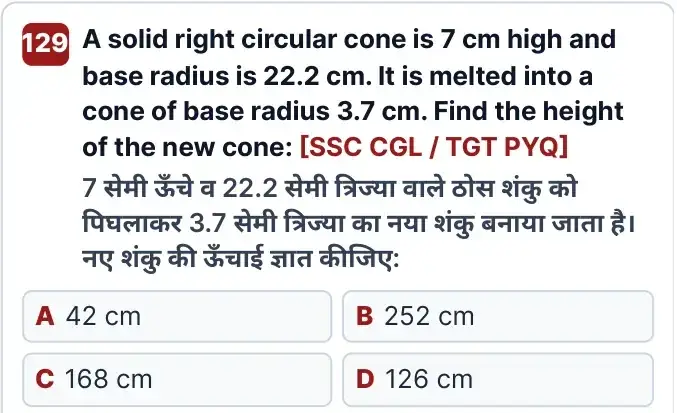 129 A solid right circular cone is 7 cm high and
base radius is 22.2 cm. It is melted into a
cone of base radius 3.7 cm. Find the height
of the new cone: [SSC CGL / TGT PYQ]
7 सेमी ऊँचे व 22.2 सेमी त्रिज्या वाले ठोस शंकु को
पिघलाकर 3.7 सेमी त्रिज्या का नया शंकु बनाया जाता है।
नए शंकु की ऊँचाई ज्ञात कीजिए:
A 42 cm
B 252 cm
C 168 cm
D 126 cm